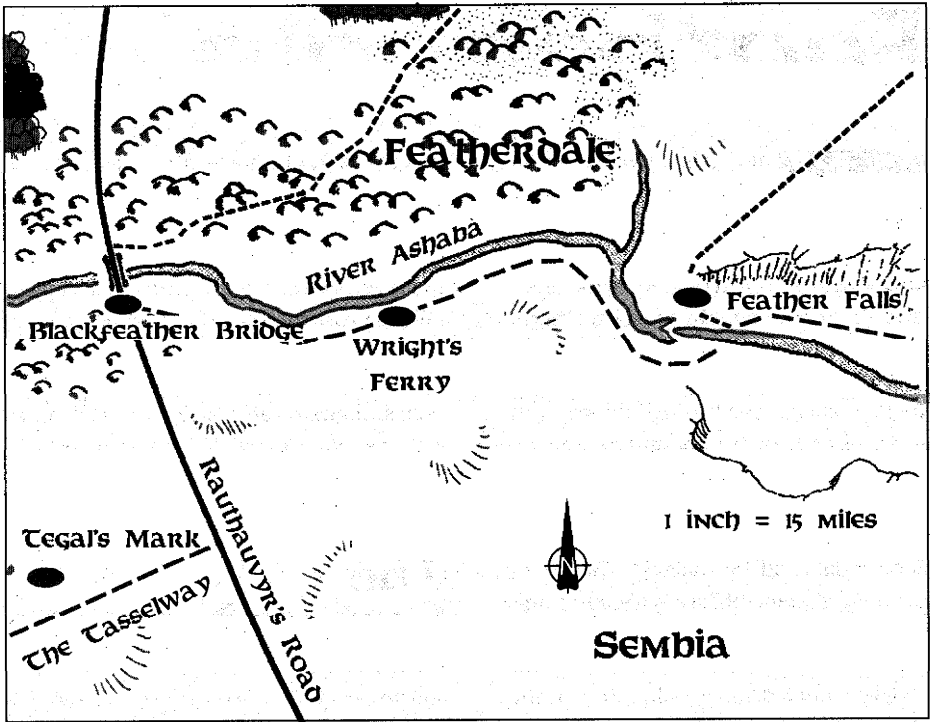 Featherdale
River Ashaba
Feather Falls
Blackfeather Bridge
Wright's
Ferry
Rauthauvyr's Road
1 inch = 15 miles
Tegal's Mark
N
The Tasselway
Sembia